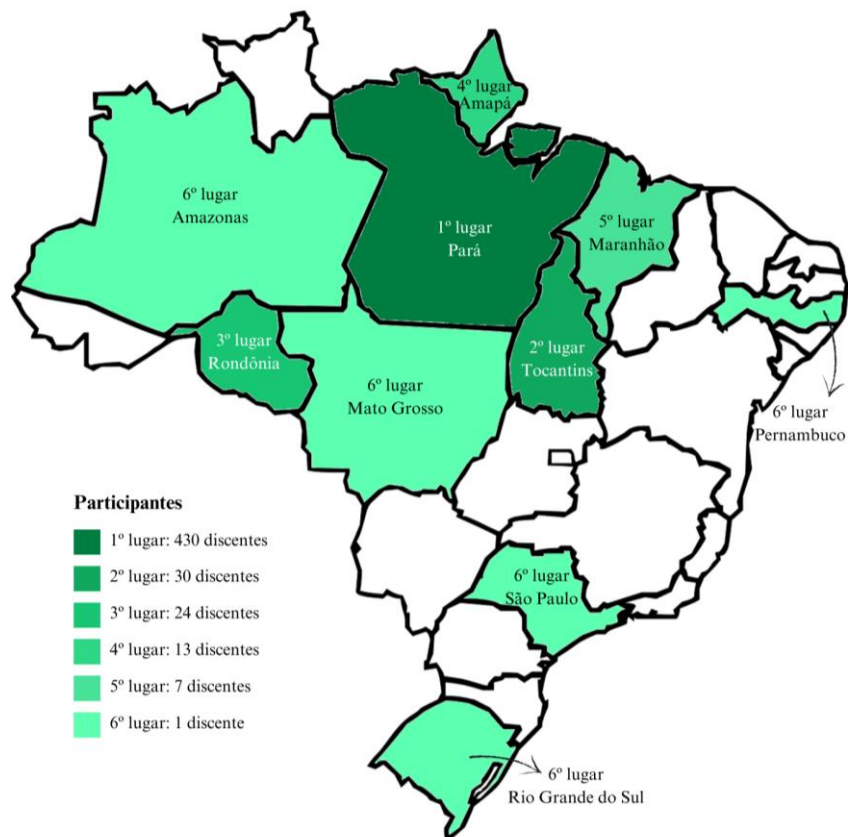 4º lugar
Amapá
6º lugar
Amazonas
1º lugar
Pará
5º lugar
Maranhão
3º lugar
Rondônia
2º lugar
Tocantins
6º lugar
Mato Grosso
6º lugar
Pernambuco
Participantes
1º lugar: 430 discentes
2º lugar: 30 discentes
3º lugar: 24 discentes
4º lugar: 13 discentes
5º lugar: 7 discentes
6º lugar: 1 discente
6º lugar
São Paulo
6º lugar
Rio Grande do Sul